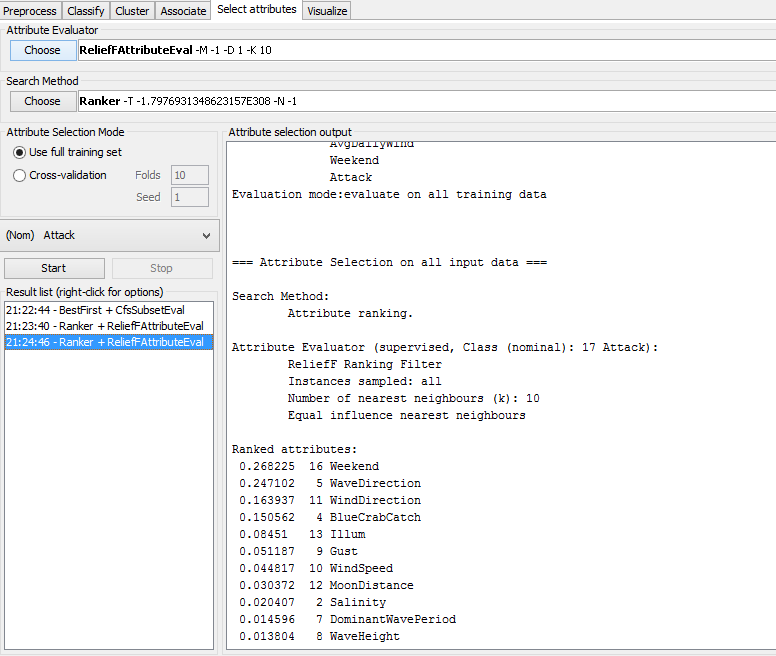 Preprocess Classify Cluster Associate Select attributes Visualize
Attribute Evaluator
Choose ReliefFAttributeEval -M -1 -D 1 -K 10
Search Method
Choose Ranker -T -1.7976931348623157E308 -N -1
Attribute Selection Mode
Use full training set
Cross-validation Folds 10
Seed 1
(Nom) Attack
Start Stop
Result list (right-click for options)
21:22:44 - BestFirst + CfsSubsetEval
21:23:40 - Ranker + ReliefFAttributeEval
21:24:46 - Ranker + ReliefFAttributeEval
Attribute selection output
AvgDailyWind
Weekend
Attack
Evaluation mode:evaluate on all training data
=== Attribute Selection on all input data ===
Search Method:
Attribute ranking.
Attribute Evaluator (supervised, Class (nominal): 17 Attack):
ReliefF Ranking Filter
Instances sampled: all
Number of nearest neighbours (k): 10
Equal influence nearest neighbours
Ranked attributes:
0.268225 16 Weekend
0.247102 5 WaveDirection
0.163937 11 WindDirection
0.150562 4 BlueCrabCatch
0.08451 13 Illum
0.051187 9 Gust
0.044817 10 WindSpeed
0.030372 12 MoonDistance
0.020407 2 Salinity
0.014596 7 DominantWavePeriod
0.013804 8 WaveHeight